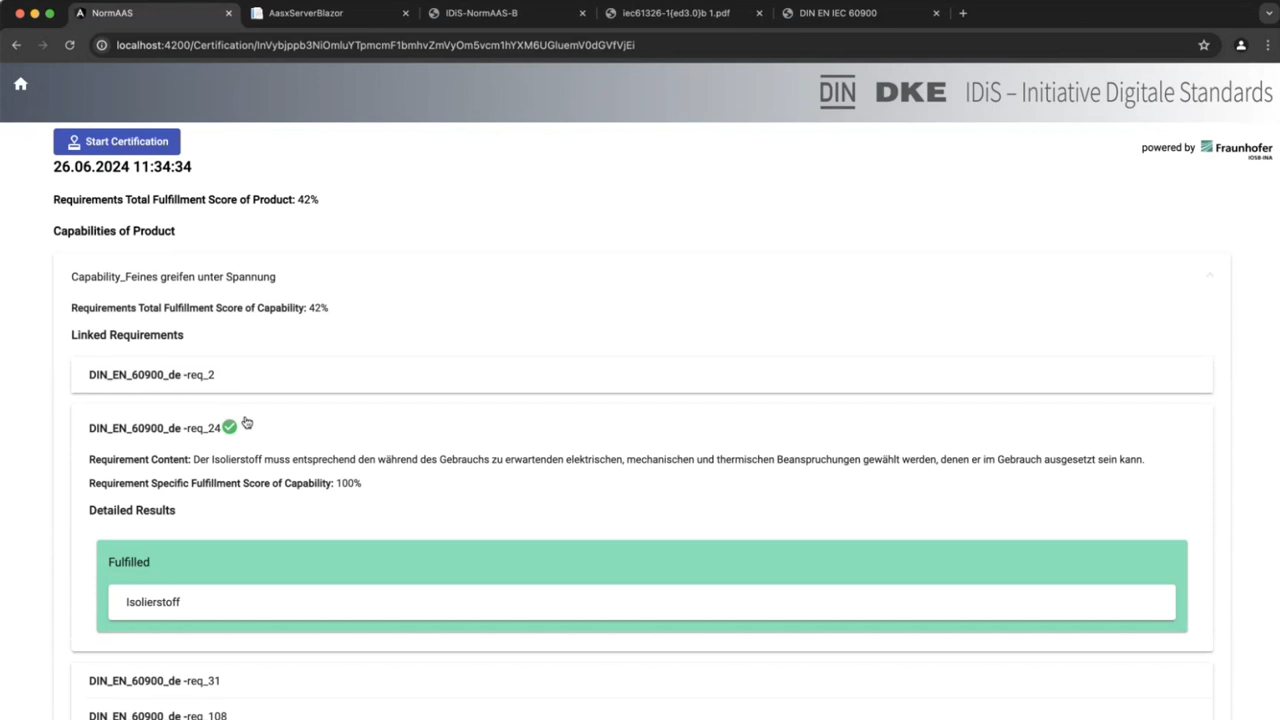 NormAAS
AasxServerBlazor
IDiS-NormAAS-B
iec61326-1{ed3.0}b 1.pdf
DIN EN IEC 60900
localhost:4200/Certification/InVybjppb3NiOmluYTpmcmF1bmhvZmVyOm5vcm1hYXM6UGluemV0dGVfVjEi
DIN DKE IDiS – Initiative Digitale Standards
Start Certification
powered by Fraunhofer
IOSB-INA
26.06.2024 11:34:34
Requirements Total Fulfillment Score of Product: 42%
Capabilities of Product
Capability_Feines greifen unter Spannung
Requirements Total Fulfillment Score of Capability: 42%
Linked Requirements
DIN_EN_60900_de -req_2
DIN_EN_60900_de -req_24
Requirement Content: Der Isolierstoff muss entsprechend den während des Gebrauchs zu erwartenden elektrischen, mechanischen und thermischen Beanspruchungen gewählt werden, denen er im Gebrauch ausgesetzt sein kann.
Requirement Specific Fulfillment Score of Capability: 100%
Detailed Results
Fulfilled
Isolierstoff
DIN_EN_60900_de -req_31
DIN_EN_60900_de -req_108